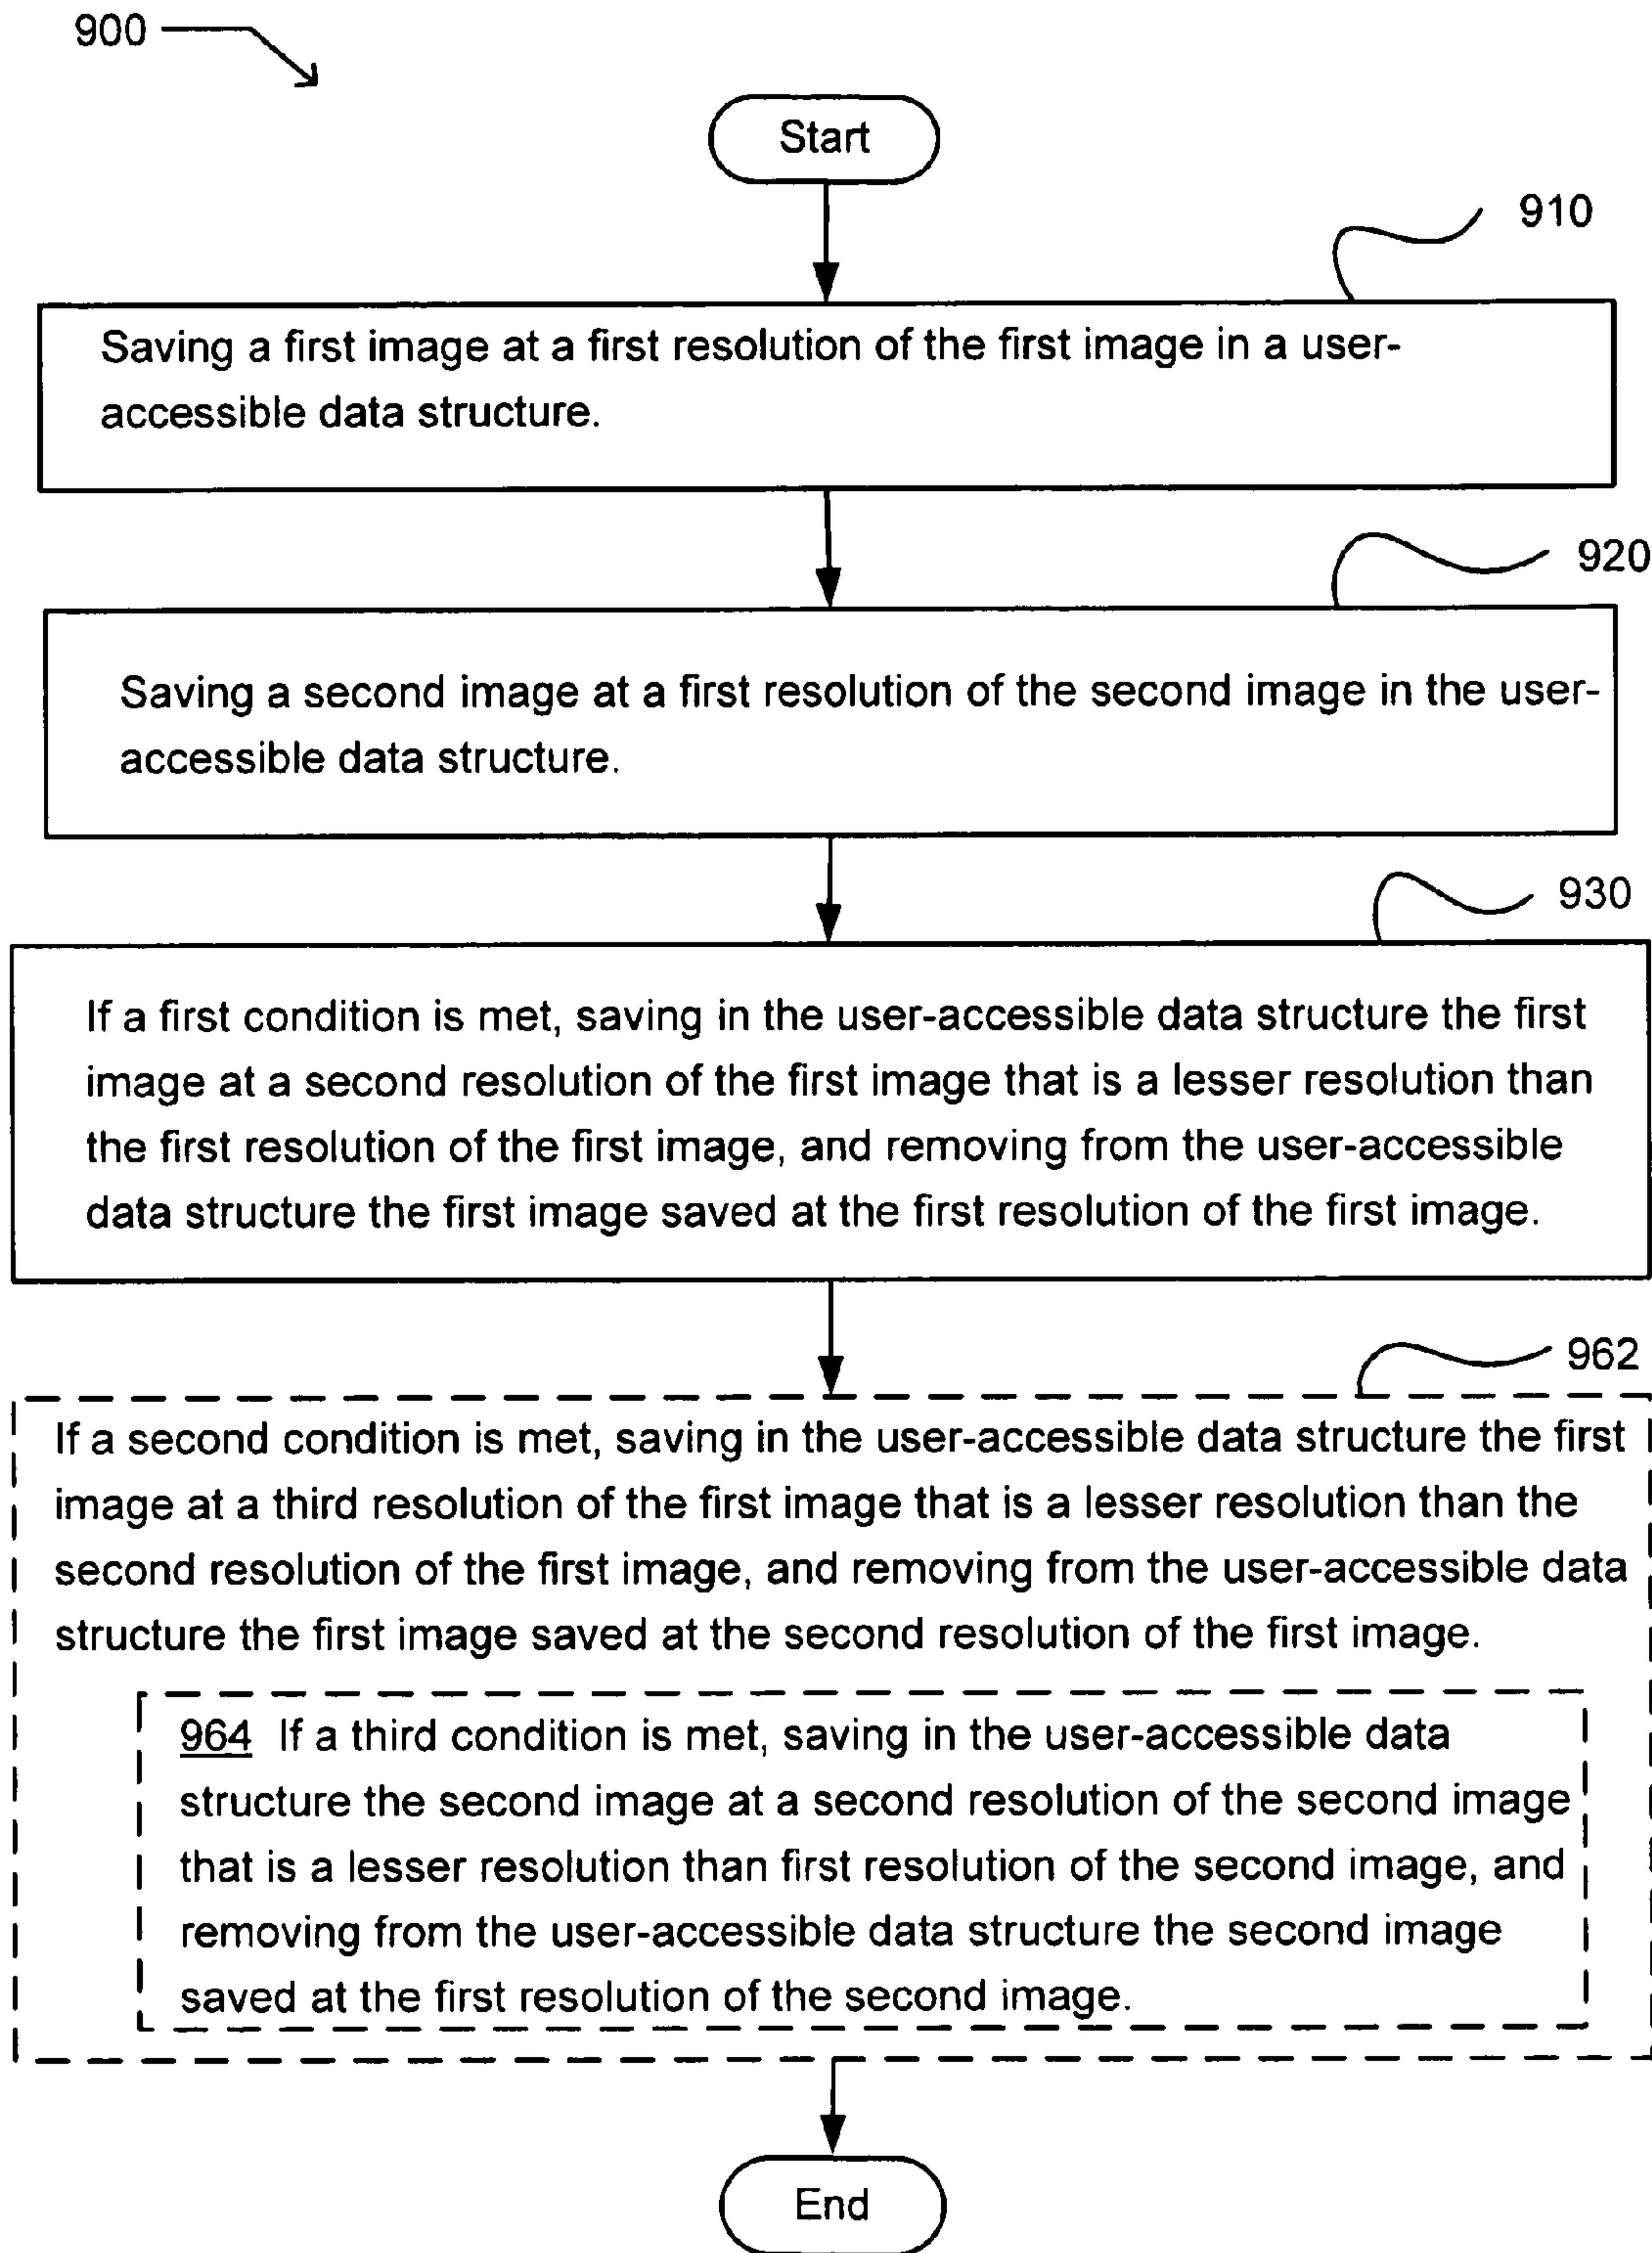 900
Start
910
Saving a first image at a first resolution of the first image in a user-
accessible data structure.
920
Saving a second image at a first resolution of the second image in the user-
accessible data structure.
930
If a first condition is met, saving in the user-accessible data structure the first
image at a second resolution of the first image that is a lesser resolution than
the first resolution of the first image, and removing from the user-accessible
data structure the first image saved at the first resolution of the first image.
962
If a second condition is met, saving in the user-accessible data structure the first
image at a third resolution of the first image that is a lesser resolution than the
second resolution of the first image, and removing from the user-accessible data
structure the first image saved at the second resolution of the first image.
964 If a third condition is met, saving in the user-accessible data
structure the second image at a second resolution of the second image
that is a lesser resolution than first resolution of the second image, and
removing from the user-accessible data structure the second image
saved at the first resolution of the second image.
End